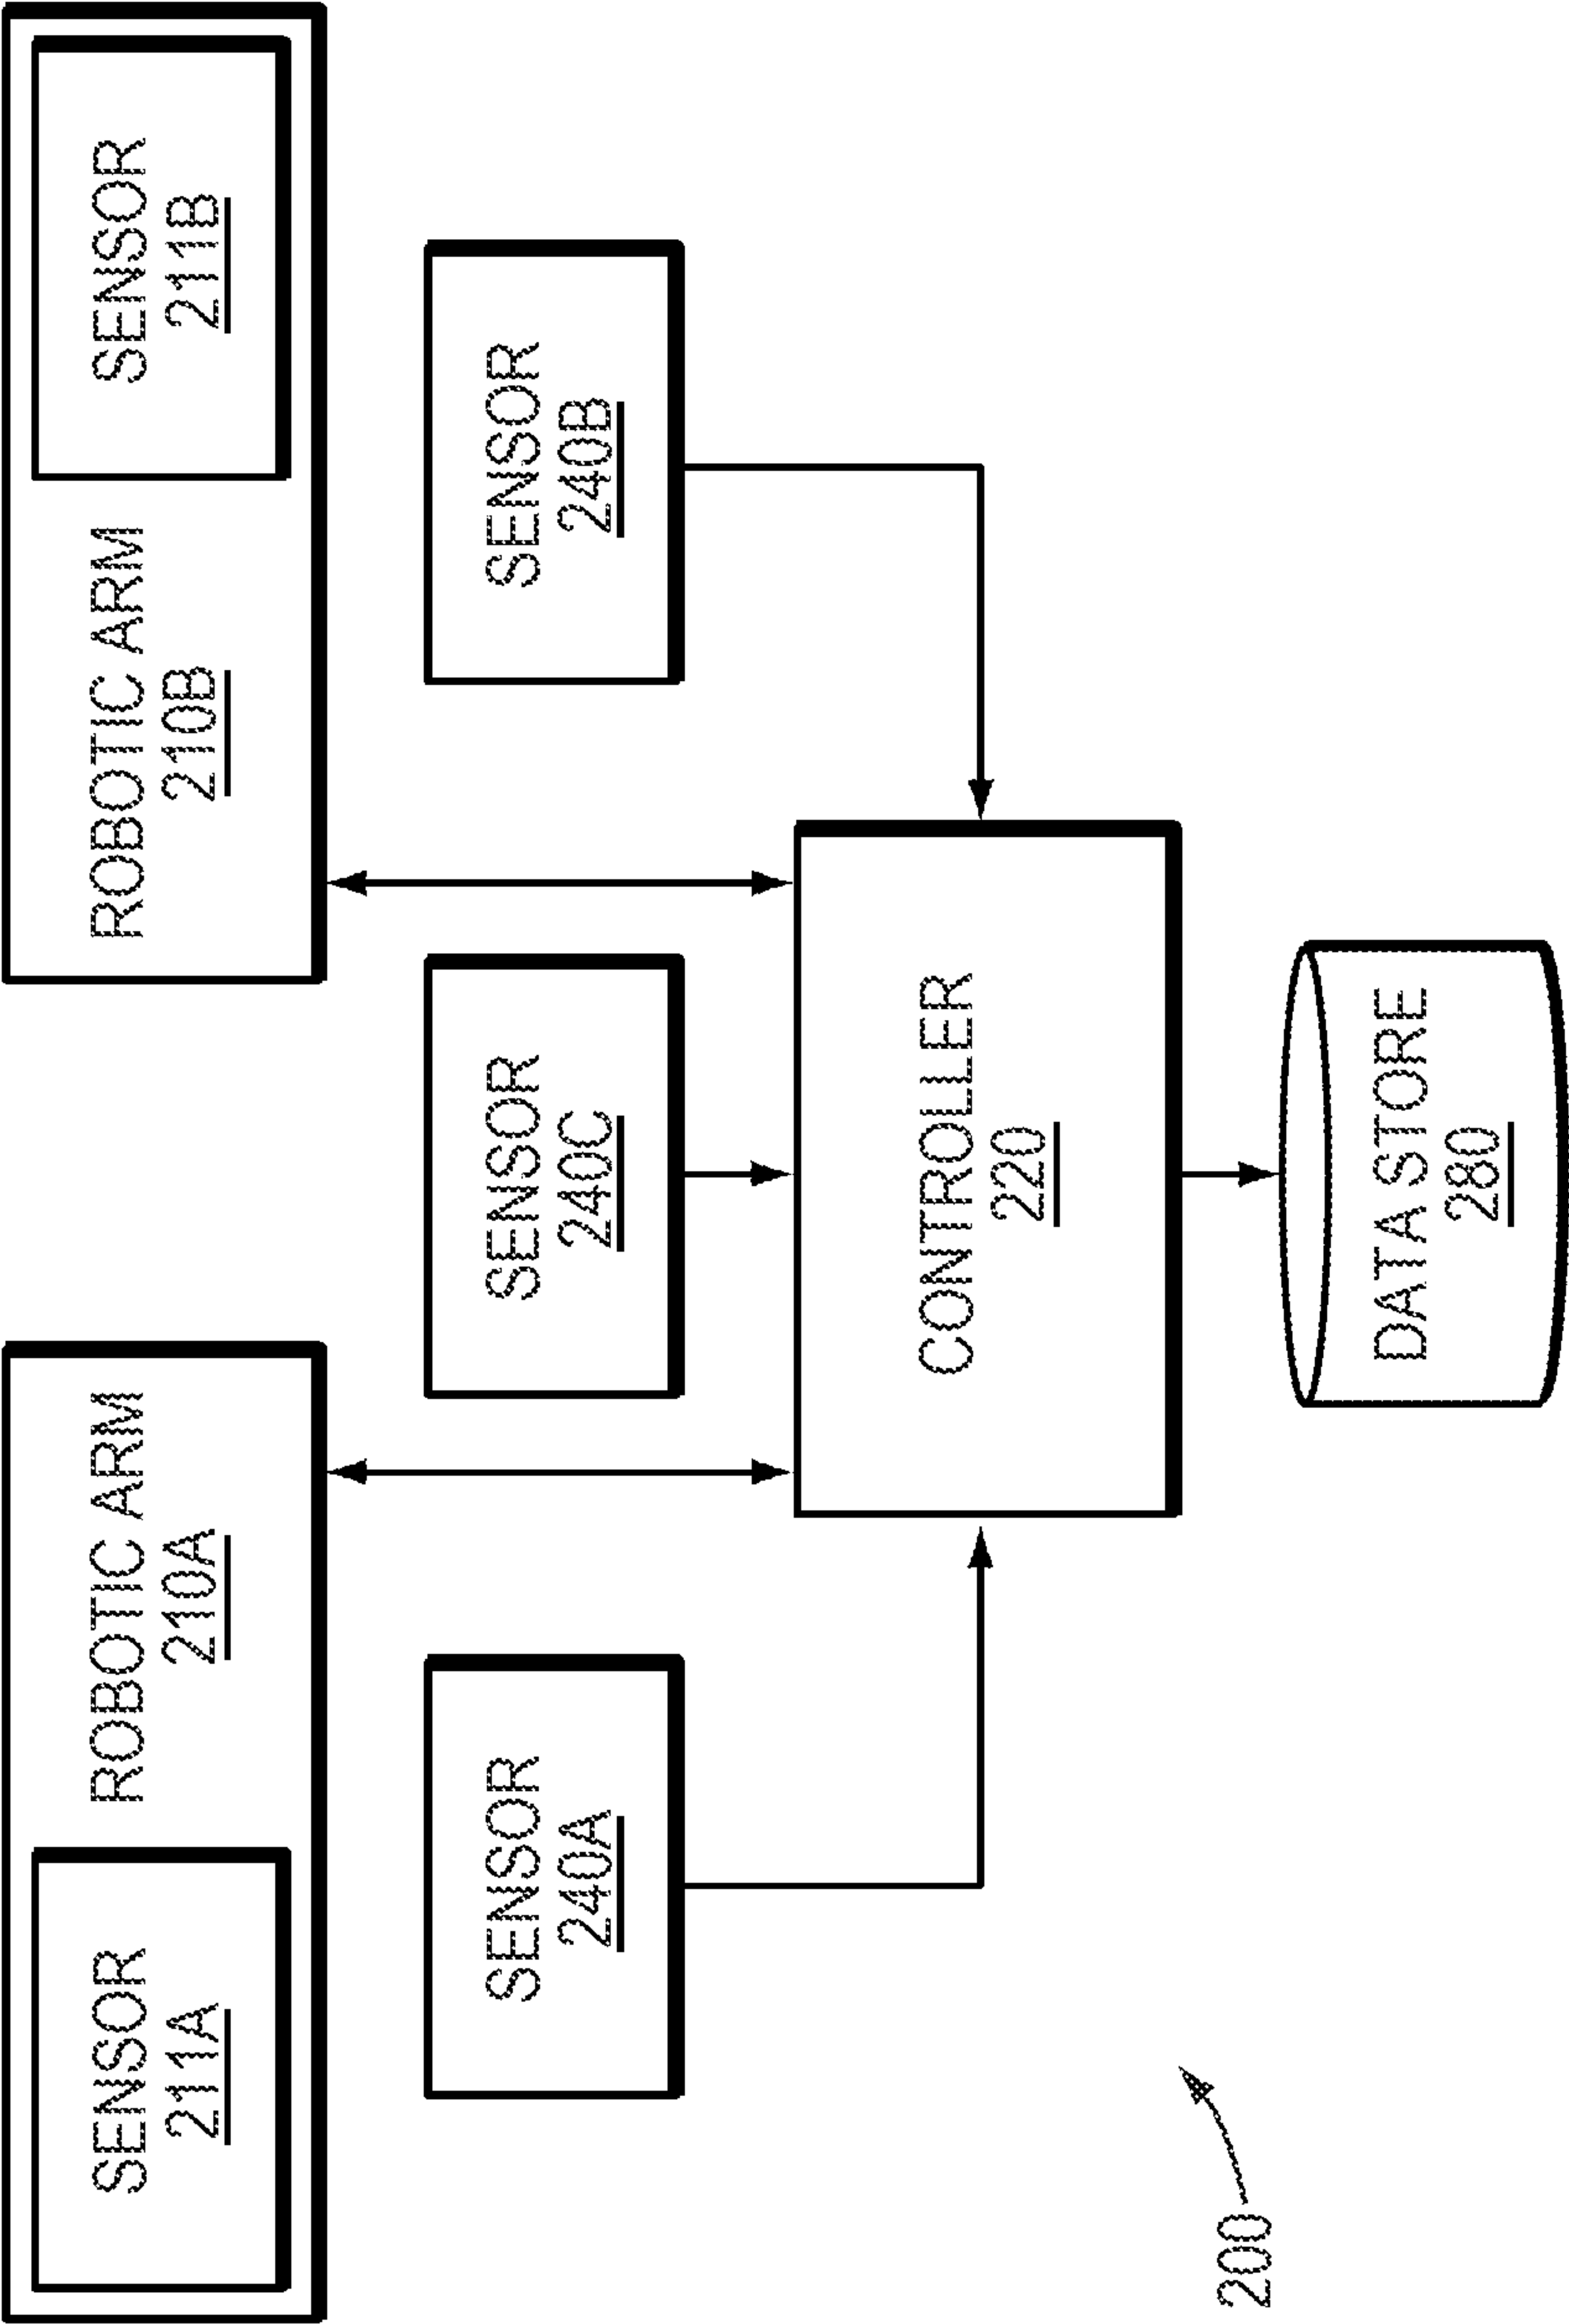 SENSOR
211A
ROBOTIC ARM
210A
ROBOTIC ARM
210B
SENSOR
211B
SENSOR
240A
SENSOR
240C
SENSOR
240B
CONTROLLER
220
DATA STORE
280
200